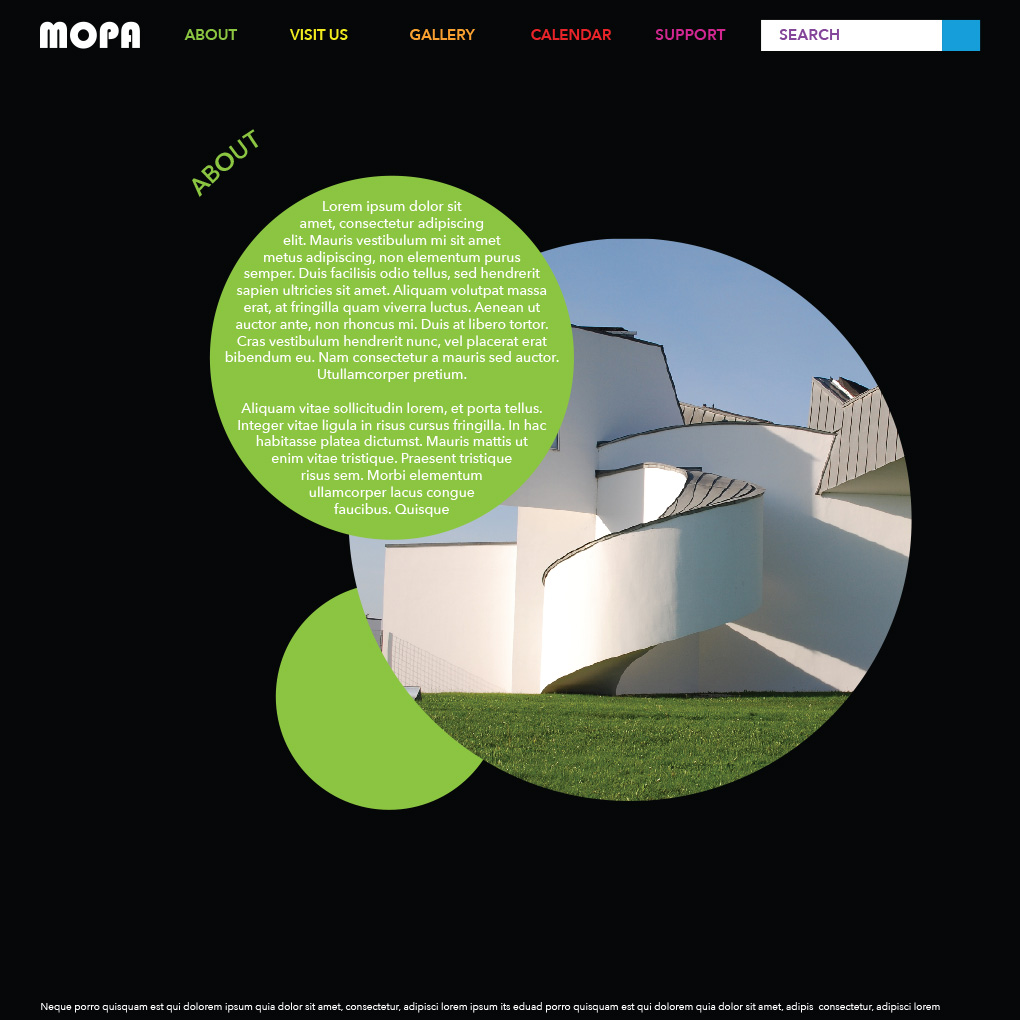 MOPA ABOUT VISIT US GALLERY CALENDAR SUPPORT SEARCH
ABOUT
Lorem ipsum dolor sit
amet, consectetur adipiscing
elit. Mauris vestibulum mi sit amet
metus adipiscing, non elementum purus
semper. Duis facilisis odio tellus, sed hendrerit
sapien ultricies sit amet. Aliquam volutpat massa
erat, at fringilla quam viverra luctus. Aenean ut
auctor ante, non rhoncus mi. Duis at libero tortor.
Cras vestibulum hendrerit nunc, vel placerat erat
bibendum eu. Nam consectetur a mauris sed auctor.
Utullamcorper pretium.
Aliquam vitae sollicitudin lorem, et porta tellus.
Integer vitae ligula in risus cursus fringilla. In hac
habitasse platea dictumst. Mauris mattis ut
enim vitae tristique. Praesent tristique
risus sem. Morbi elementum
ullamcorper lacus congue
faucibus. Quisque
Neque porro quisquam est qui dolorem ipsum quia dolor sit amet, consectetur, adipisci lorem ipsum its eduad porro quisquam est qui dolorem quia dolor sit amet, adipis consectetur, adipisci lorem